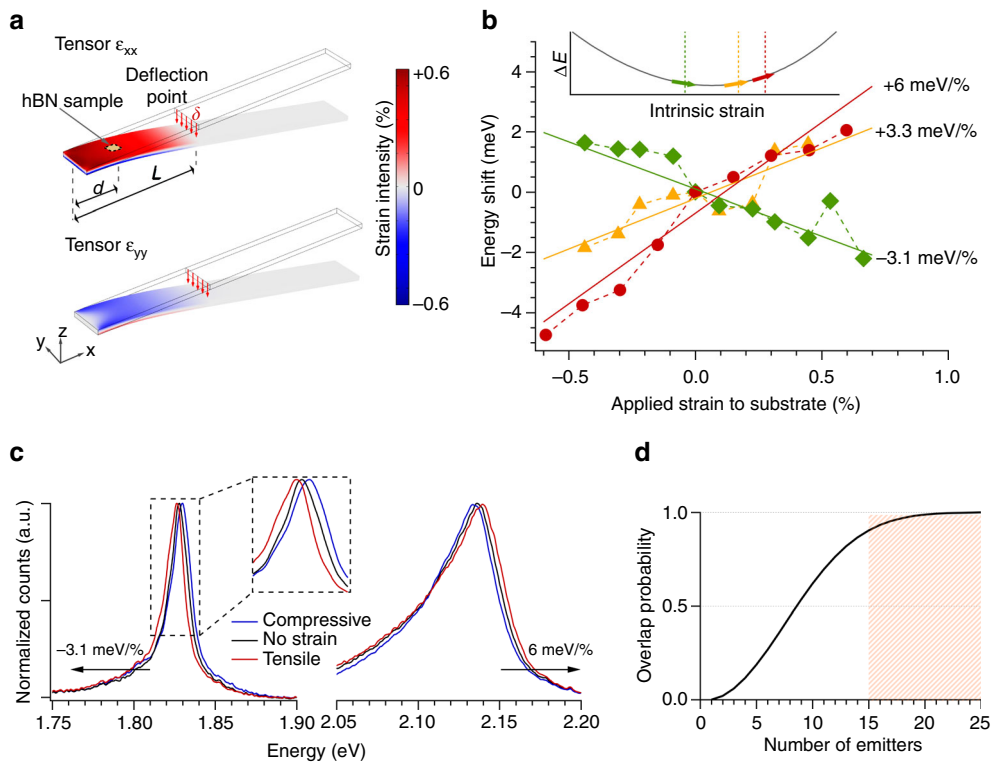 a
Tensor εxx
Deflection
point
hBN sample
δ
d
L
Tensor εyy
z
y
x
+0.6
0
−0.6
Strain intensity (%)
b
ΔE
Intrinsic strain
4
2
0
−2
−4
Energy shift (meV)
+6 meV/%
+3.3 meV/%
−3.1 meV/%
−0.5
0.0
0.5
1.0
Applied strain to substrate (%)
c
Normalized counts (a.u.)
Compressive
No strain
Tensile
−3.1 meV/%
6 meV/%
1.75
1.80
1.85
1.90
2.05
2.10
2.15
2.20
Energy (eV)
d
Overlap probability
1.0
0.5
0.0
0
5
10
15
20
25
Number of emitters